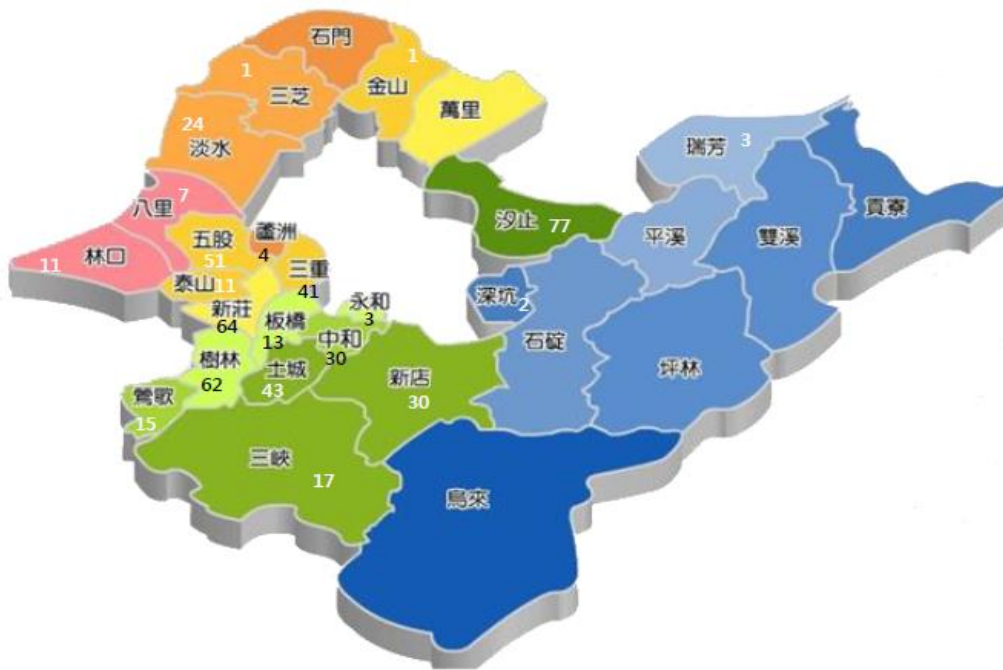 石門
1
金山
1
三芝
萬里
24
淡水
瑞芳 3
7
八里
汐止 77
貢寮
五股
51
蘆洲
4
平溪
雙溪
11
林口
三重
41
泰山 11
深坑 2
新莊
64
永和
3
板橋
13
中和
30
石碇
樹林
62
士城
43
新店
30
坪林
鶯歌
15
三峽
17
烏來